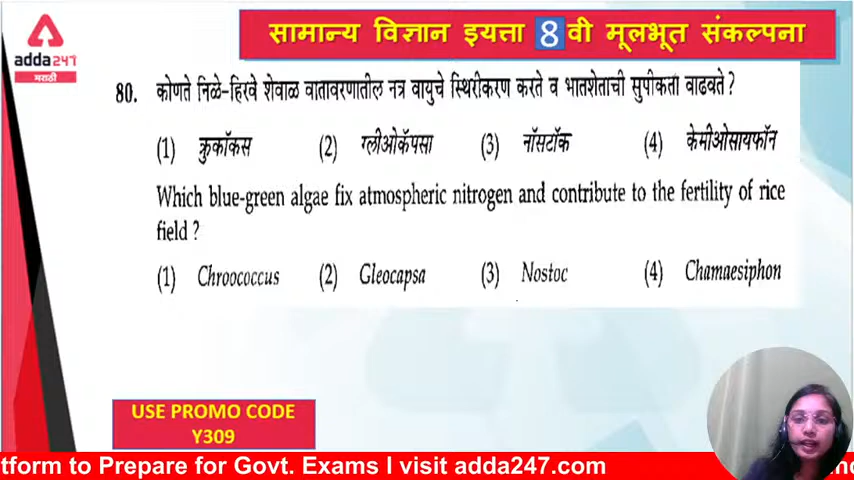 adda247
मराठी
सामान्य विज्ञान इयत्ता 8 वी मूलभूत संकल्पना
80. कोणते निळे-हिरवे शेवाळ वातावरणातील नत्र वायुचे स्थिरीकरण करते व भातशेताची सुपीकता वाढवते ?
(1) क्रुकॉकस (2) ग्लीओकॅपसा (3) नॉसटॉक (4) केमीओसायफॉन
Which blue-green algae fix atmospheric nitrogen and contribute to the fertility of rice
field ?
(1) Chroococcus (2) Gleocapsa (3) Nostoc (4) Chamaesiphon
USE PROMO CODE
Y309
tform to Prepare for Govt. Exams I visit adda247.com